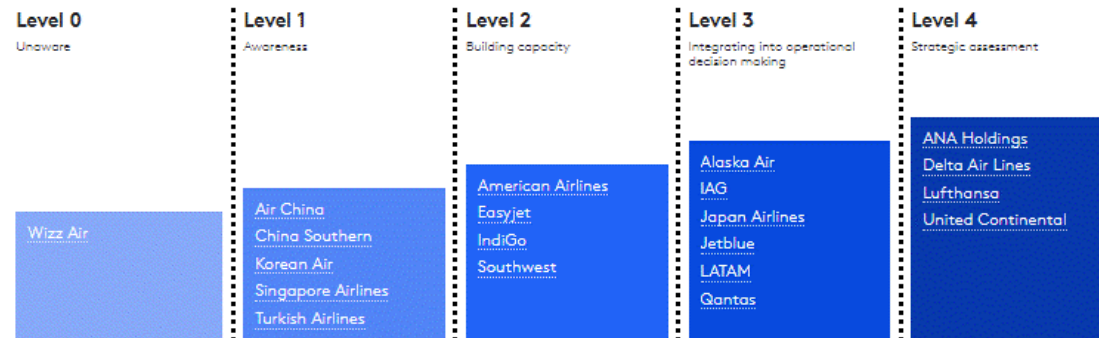 Level 0
Unaware
Wizz Air
Level 1
Awareness
Air China
China Southern
Korean Air
Singapore Airlines
Turkish Airlines
Level 2
Building capacity
American Airlines
Easyjet
IndiGo
Southwest
Level 3
Integrating into operational
decision making
Alaska Air
IAG
Japan Airlines
Jetblue
LATAM
Qantas
Level 4
Strategic assessment
ANA Holdings
Delta Air Lines
Lufthansa
United Continental